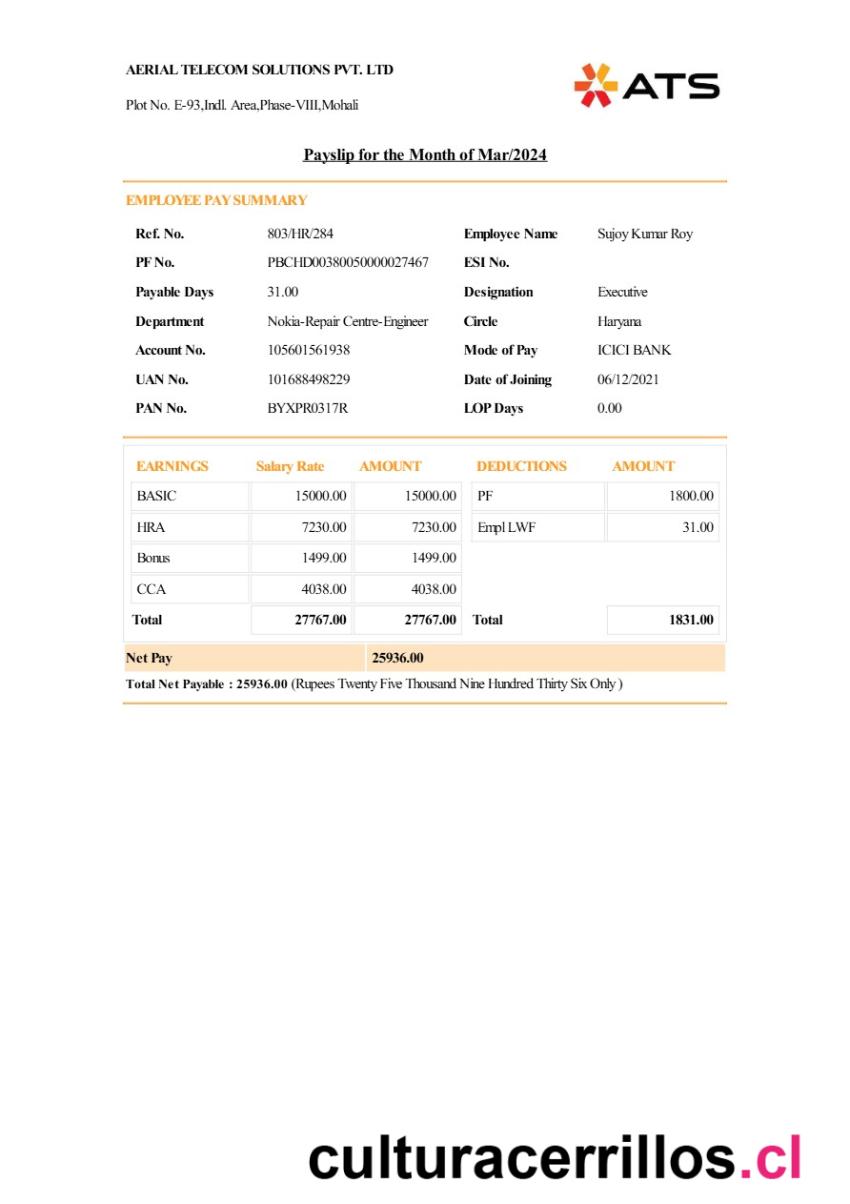 AERIAL TELECOM SOLUTIONS PVT. LTD
ATS
Plot No. E-93,Indl. Area,Phase-VIII,Mohali
Payslip for the Month of Mar/2024
EMPLOYEE PAY SUMMARY
Ref. No. 803/HR/284 Employee Name Sujoy Kumar Roy
PF No. PBCHD00380050000027467 ESI No.
Payable Days 31.00 Designation Executive
Department Nokia-Repair Centre-Engineer Circle Haryana
Account No. 105601561938 Mode of Pay ICICI BANK
UAN No. 101688498229 Date of Joining 06/12/2021
PAN No. BYXPR0317R LOP Days 0.00
EARNINGS Salary Rate AMOUNT DEDUCTIONS AMOUNT
BASIC 15000.00 15000.00 PF 1800.00
HRA 7230.00 7230.00 Empl LWF 31.00
Bonus 1499.00 1499.00
CCA 4038.00 4038.00
Total 27767.00 27767.00 Total 1831.00
Net Pay 25936.00
Total Net Payable : 25936.00 (Rupees Twenty Five Thousand Nine Hundred Thirty Six Only )
culturacerrillos.cl